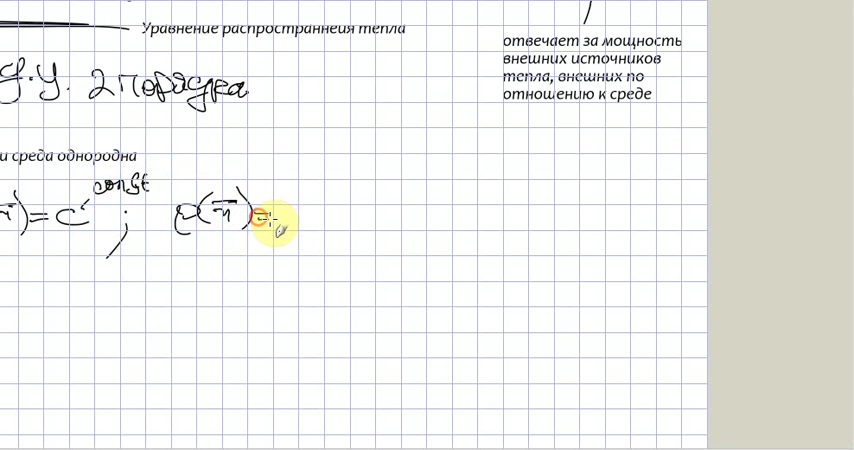 Уравнение распространнеия тепла
отвечает за мощность
внешних источников
тепла, внешних по
отношению к среде
У. 2 порядка
и среда однородна
const
) = c ; (n) =